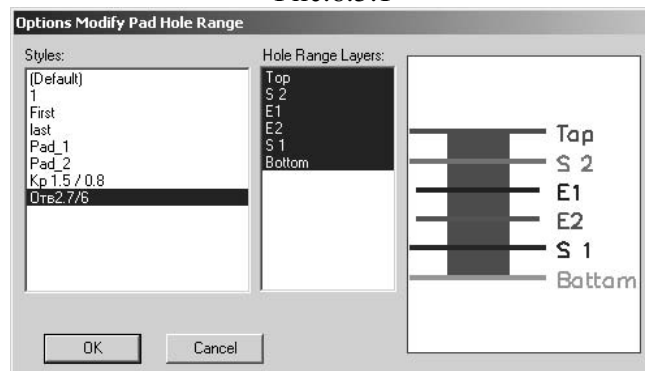 Options Modify Pad Hole Range
Styles:
(Default)
1
First
last
Pad_1
Pad_2
Кр 1.5 / 0.8
Отв2.7/6
Hole Range Layers:
Top
S 2
E1
E2
S 1
Bottom
Top
S 2
E1
E2
S 1
Bottom
OK
Cancel